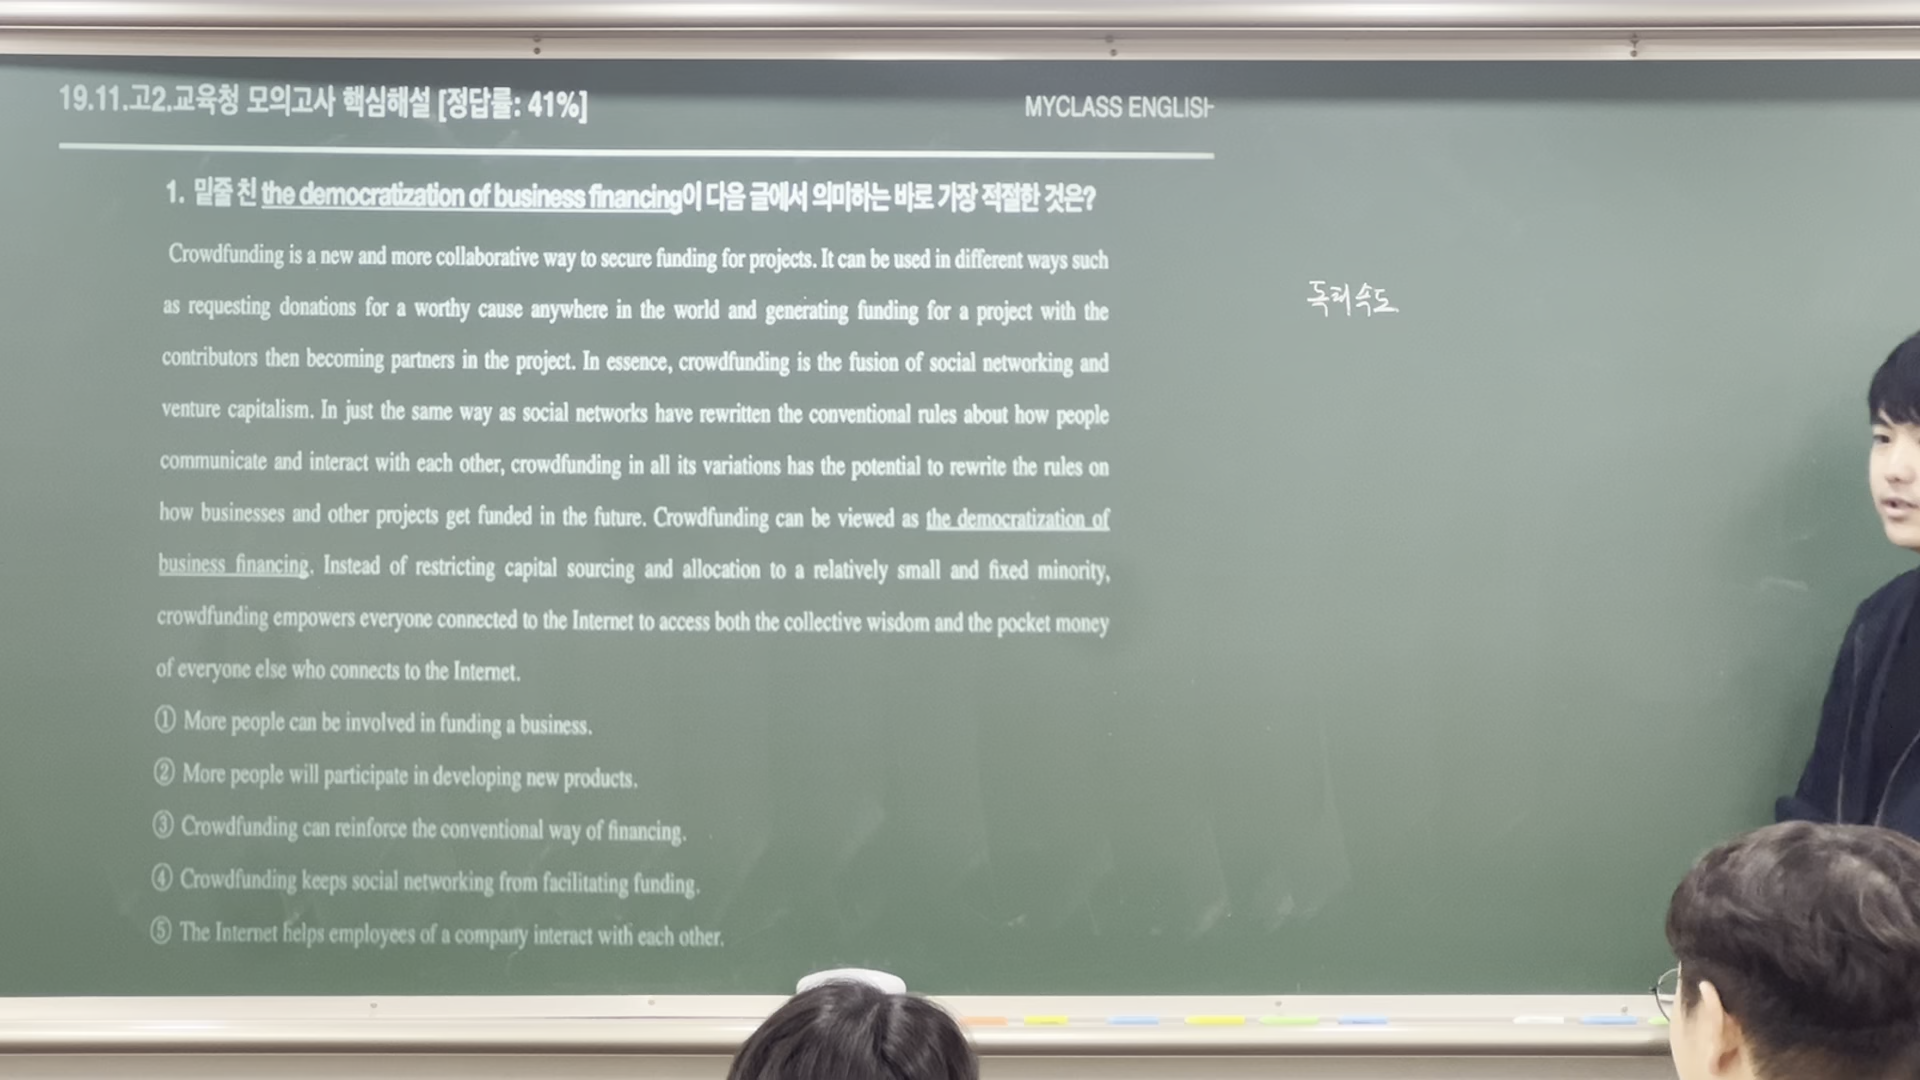 19.11.고2.교육청 모의고사 핵심해설 [정답률: 41%]
MYCLASS ENGLISH
1. 밑줄 친 the democratization of business financing이 다음 글에서 의미하는 바로 가장 적절한 것은?
Crowdfunding is a new and more collaborative way to secure funding for projects. It can be used in different ways such
as requesting donations for a worthy cause anywhere in the world and generating funding for a project with the
contributors then becoming partners in the project. In essence, crowdfunding is the fusion of social networking and
venture capitalism. In just the same way as social networks have rewritten the conventional rules about how people
communicate and interact with each other, crowdfunding in all its variations has the potential to rewrite the rules on
how businesses and other projects get funded in the future. Crowdfunding can be viewed as the democratization of
business financing. Instead of restricting capital sourcing and allocation to a relatively small and fixed minority,
crowdfunding empowers everyone connected to the Internet to access both the collective wisdom and the pocket money
of everyone else who connects to the Internet.
① More people can be involved in funding a business.
② More people will participate in developing new products.
③ Crowdfunding can reinforce the conventional way of financing.
④ Crowdfunding keeps social networking from facilitating funding.
⑤ The Internet helps employees of a company interact with each other.
독해속도